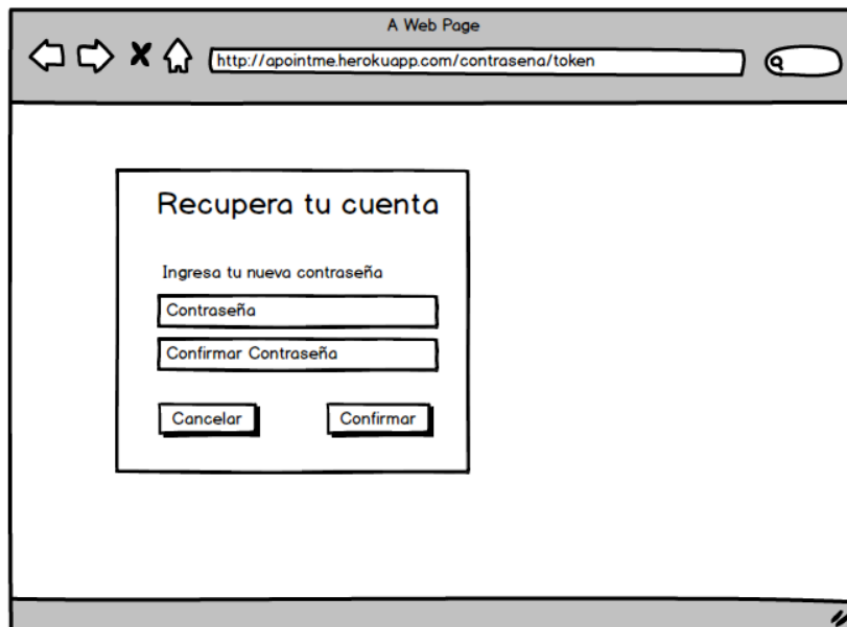 A Web Page
http://apointme.herokuapp.com/contrasena/token
Recupera tu cuenta
Ingresa tu nueva contraseña
Contraseña
Confirmar Contraseña
Cancelar Confirmar